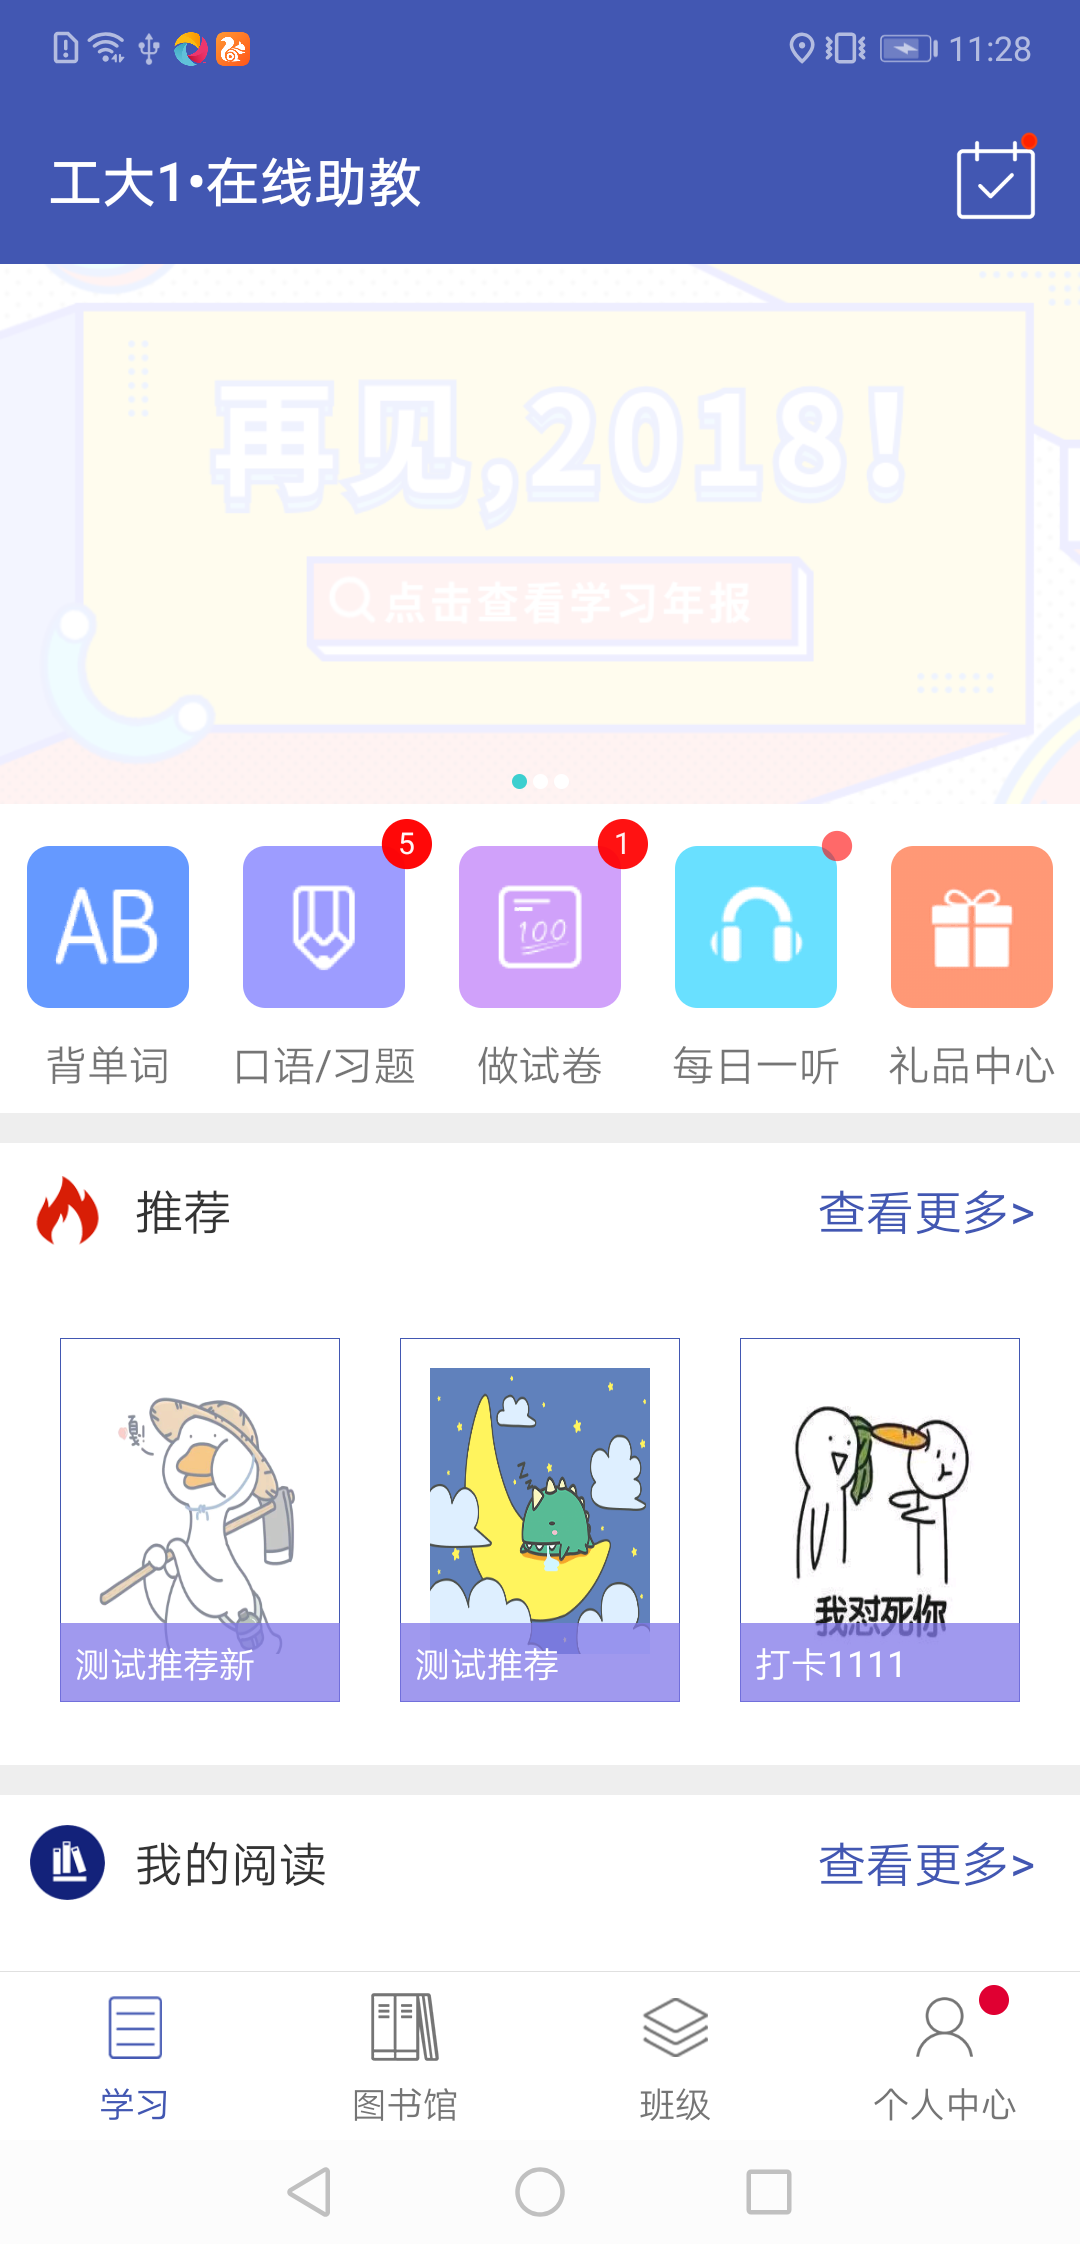 11:28
工大1•在线助教
再见,2018!
点击查看学习年报
5
1
AB
100
背单词
口语/习题
做试卷
每日一听
礼品中心
推荐
查看更多>
嘎!
我怼死你
测试推荐新
测试推荐
打卡1111
我的阅读
查看更多>
学习
图书馆
班级
个人中心